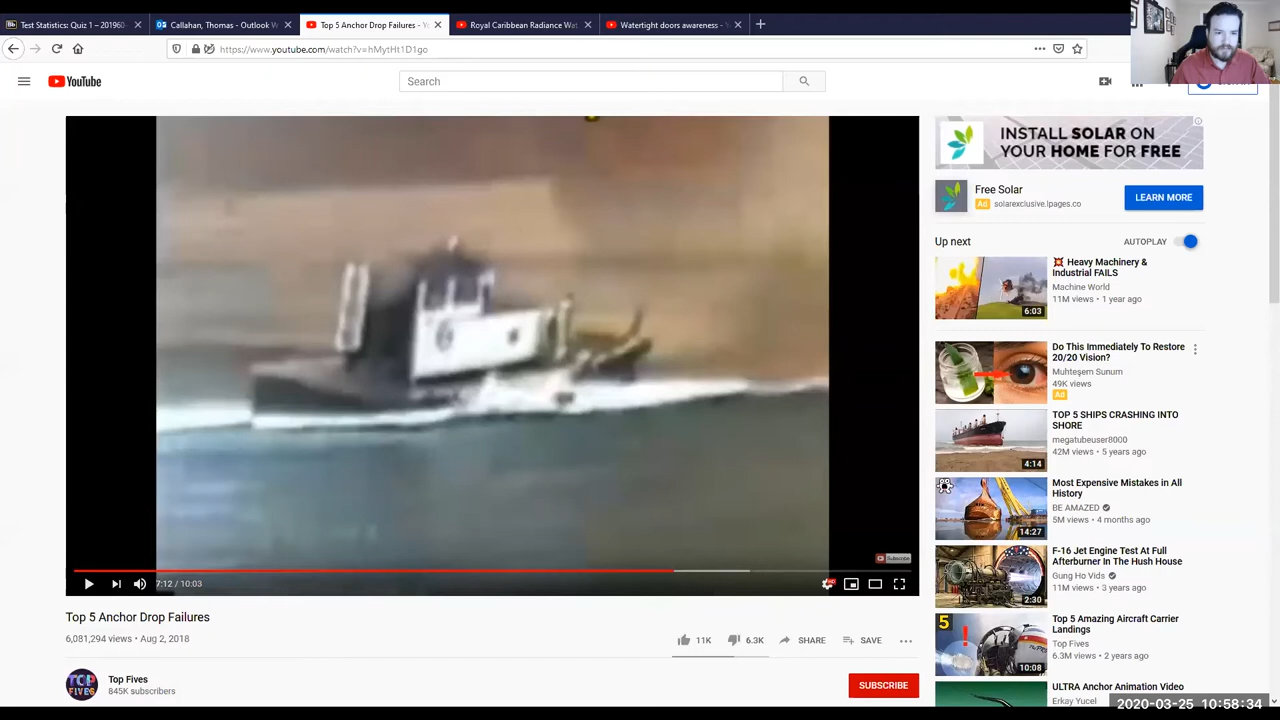 Test Statistics: Quiz 1 – 201960
Callahan, Thomas - Outlook
Top 5 Anchor Drop Failures - Y
Royal Caribbean Radiance Wat
Watertight doors awareness -
https://www.youtube.com/watch?v=hMytHt1D1go
YouTube
Search
INSTALL SOLAR ON
YOUR HOME FOR FREE
Free Solar
Ad solarexclusive.lpages.co
LEARN MORE
Up next
AUTOPLAY
Heavy Machinery &
Industrial FAILS
Machine World
11M views • 1 year ago
6:03
Do This Immediately To Restore
20/20 Vision?
Muhteşem Sunum
49K views
Ad
TOP 5 SHIPS CRASHING INTO
SHORE
megatubeuser8000
42M views • 5 years ago
4:14
Most Expensive Mistakes in All
History
BE AMAZED
5M views • 4 months ago
14:27
F-16 Jet Engine Test At Full
Afterburner In The Hush House
Gung Ho Vids
11M views • 3 years ago
2:30
Top 5 Amazing Aircraft Carrier
Landings
Top Fives
6.3M views • 2 years ago
5
10:08
ULTRA Anchor Animation Video
Erkay Yucel
Subscribe
7:12 / 10:03
HD
Top 5 Anchor Drop Failures
6,081,294 views • Aug 2, 2018
11K
6.3K
SHARE
SAVE
TOP
FIVES
Top Fives
845K subscribers
SUBSCRIBE
2020-03-25 10:58:34